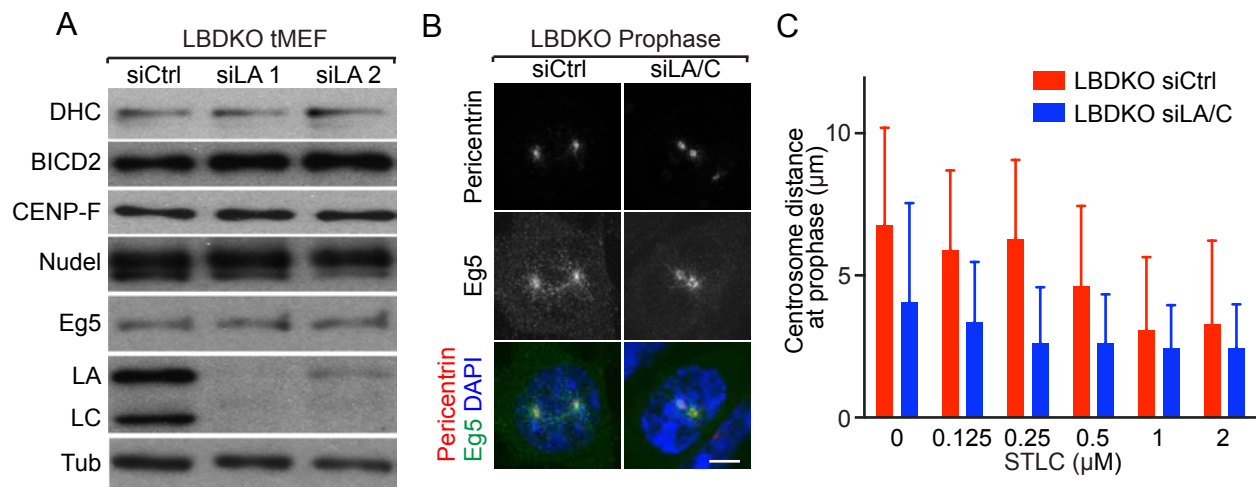 A
LBDKO tMEF
siCtrl siLA 1 siLA 2
DHC
BICD2
CENP-F
Nudel
Eg5
LA
LC
Tub
B
LBDKO Prophase
siCtrl siLA/C
Pericentrin
Eg5
Pericentrin
Eg5 DAPI
C
LBDKO siCtrl
LBDKO siLA/C
Centrosome distance
at prophase (μm)
10
5
0
0 0.125 0.25 0.5 1 2
STLC (μM)